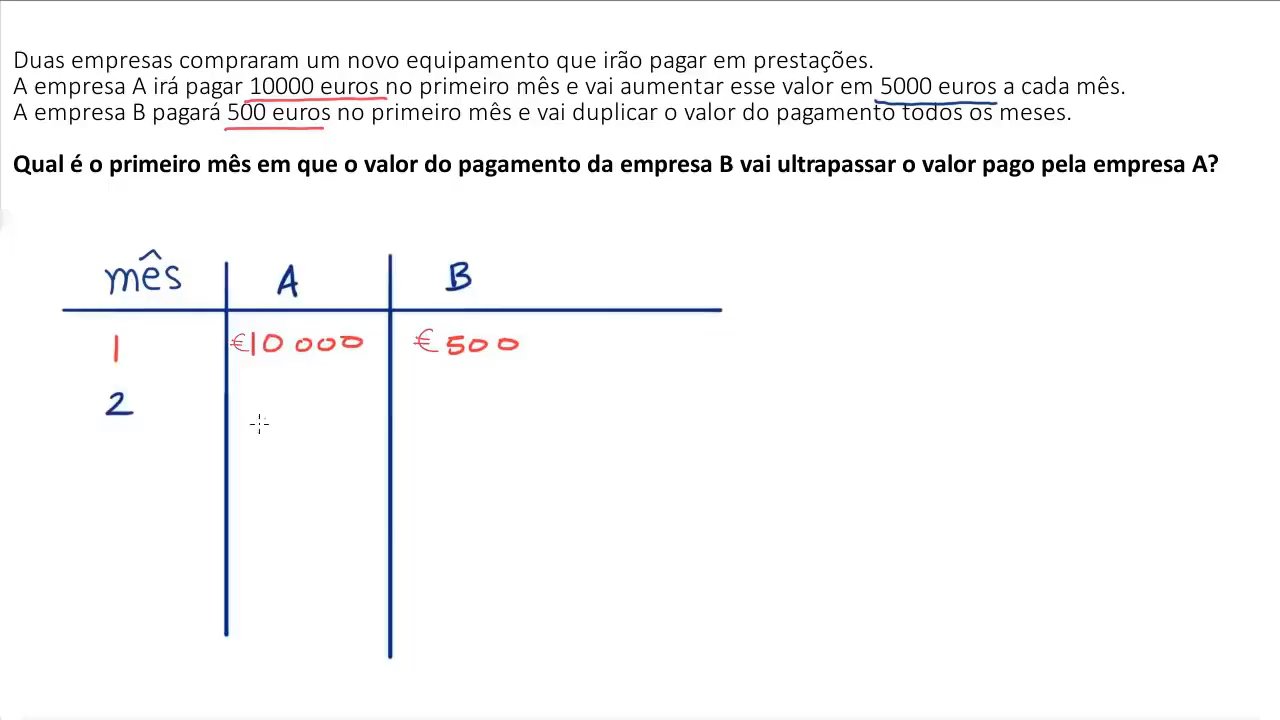 Duas empresas compraram um novo equipamento que irão pagar em prestações.
A empresa A irá pagar 10000 euros no primeiro mês e vai aumentar esse valor em 5000 euros a cada mês.
A empresa B pagará 500 euros no primeiro mês e vai duplicar o valor do pagamento todos os meses.
Qual é o primeiro mês em que o valor do pagamento da empresa B vai ultrapassar o valor pago pela empresa A?
mês A B
1 €10 000 €500
2